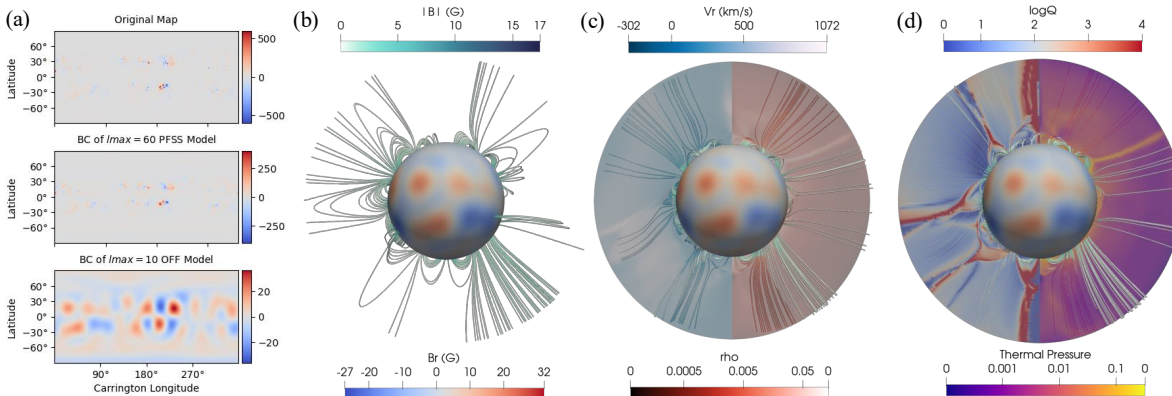 (a)
Original Map
60°
30°
0°
−30°
−60°
Latitude
500
0
−500
BC of lmax = 60 PFSS Model
60°
30°
0°
−30°
−60°
Latitude
250
0
−250
BC of lmax = 10 OFF Model
60°
30°
0°
−30°
−60°
Latitude
20
0
−20
90° 180° 270°
Carrington Longitude
(b)
|B| (G)
0 5 10 15 17
Br (G)
-27 -20 -10 0 10 20 32
(c)
Vr (km/s)
-302 0 500 1072
rho
0 0.0005 0.005 0.05 0
(d)
logQ
0 1 2 3 4
Thermal Pressure
0 0.001 0.01 0.1 0